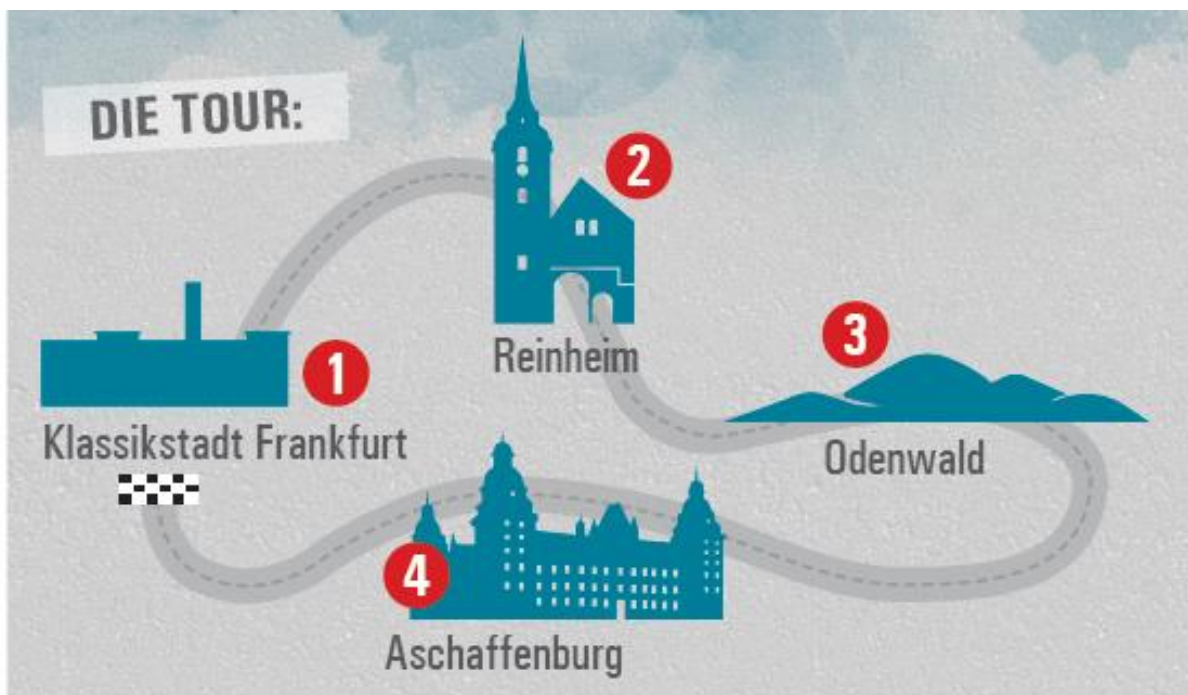 DIE TOUR:
2
Reinheim
1
Klassikstadt Frankfurt
3
Odenwald
4
Aschaffenburg